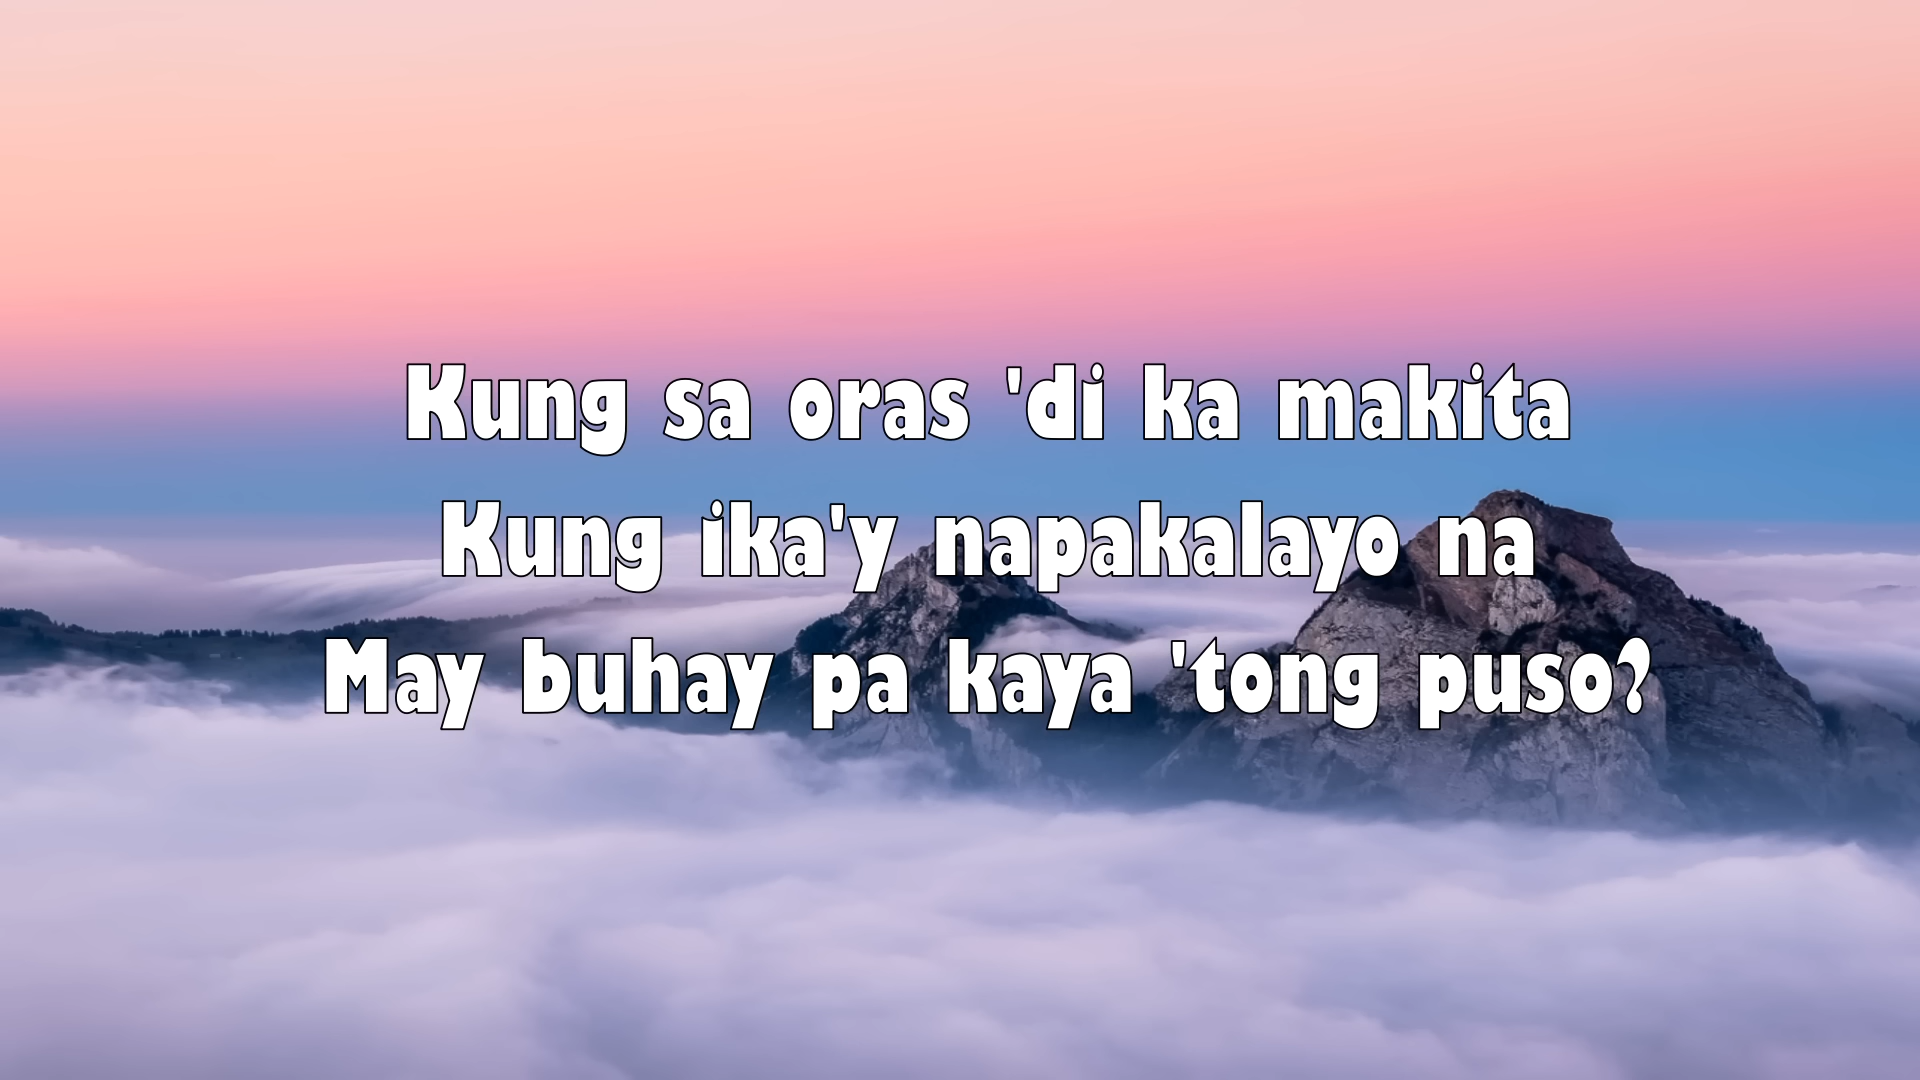 Kung sa oras 'di ka makita
Kung ika'y napakalayo na
May buhay pa kaya 'tong puso?